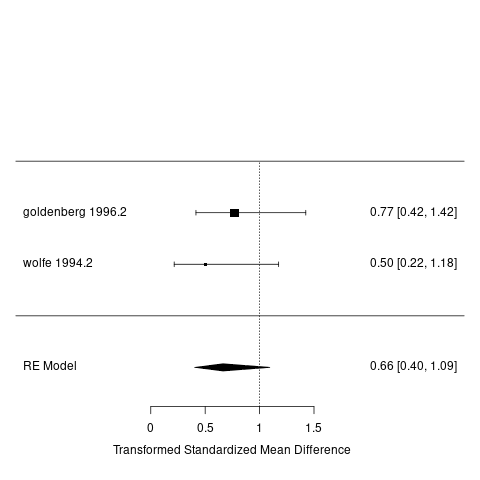 goldenberg 1996.2 0.77 [0.42, 1.42]
wolfe 1994.2 0.50 [0.22, 1.18]
RE Model 0.66 [0.40, 1.09]
0 0.5 1 1.5
Transformed Standardized Mean Difference